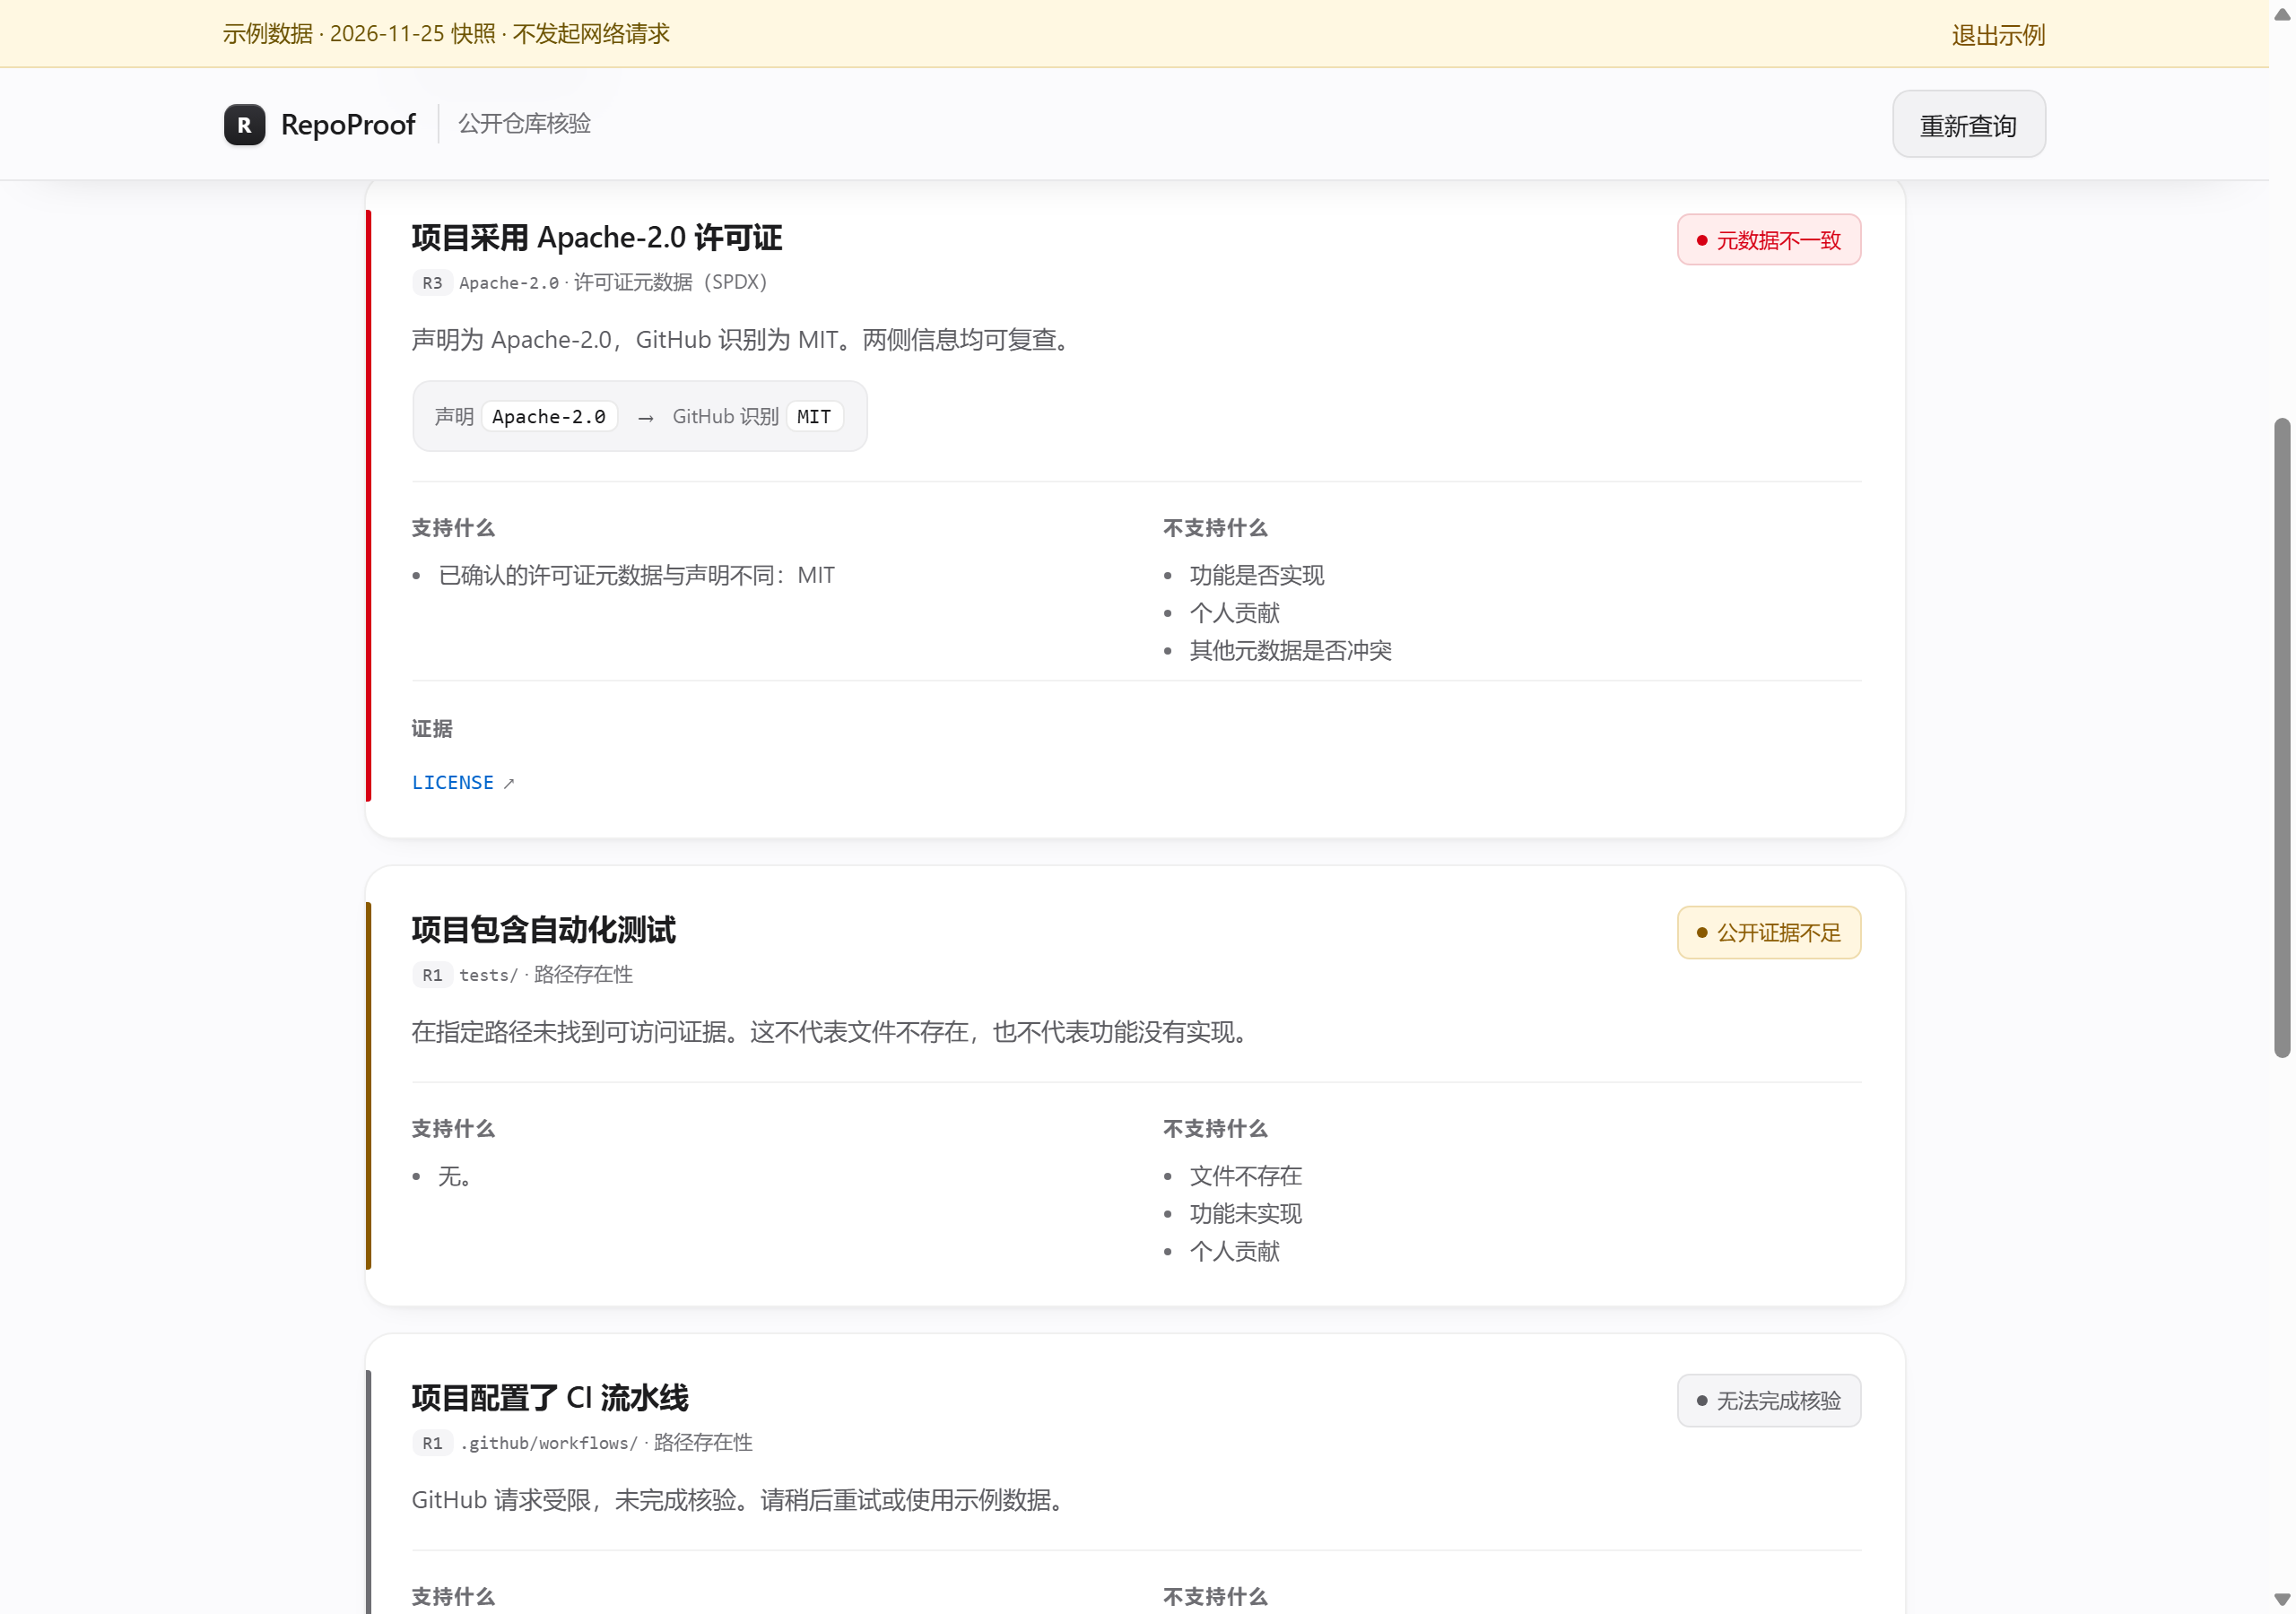 示例数据 · 2026-11-25 快照 · 不发起网络请求
退出示例
R RepoProof 公开仓库核验
重新查询
项目采用 Apache-2.0 许可证
元数据不一致
R3 Apache-2.0 · 许可证元数据（SPDX）
声明为 Apache-2.0，GitHub 识别为 MIT。两侧信息均可复查。
声明 Apache-2.0 → GitHub 识别 MIT
支持什么
• 已确认的许可证元数据与声明不同：MIT
不支持什么
• 功能是否实现
• 个人贡献
• 其他元数据是否冲突
证据
LICENSE ↗
项目包含自动化测试
公开证据不足
R1 tests/ · 路径存在性
在指定路径未找到可访问证据。这不代表文件不存在，也不代表功能没有实现。
支持什么
• 无。
不支持什么
• 文件不存在
• 功能未实现
• 个人贡献
项目配置了 CI 流水线
无法完成核验
R1 .github/workflows/ · 路径存在性
GitHub 请求受限，未完成核验。请稍后重试或使用示例数据。
支持什么
不支持什么